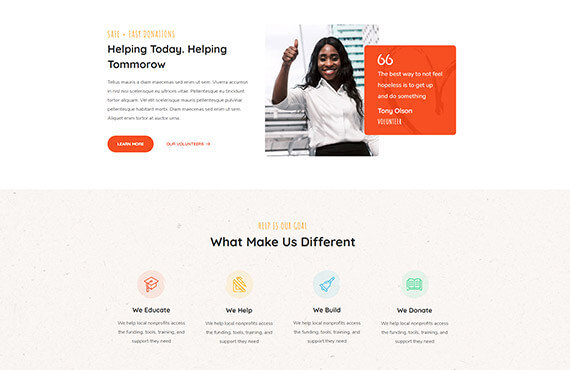 SAFE + EASY DONATIONS
Helping Today. Helping
Tommorow
Tellus mauris a diam maecenas sed enim ut sem. Viverra accumsan
in nisl nisi scelerisque eu ultrices vitae. Pellentesque eu tincidunt
tortor aliquam. Vel elit scelerisque mauris pellentesque pulvinar
pellentesque habitant morbi. Diam maecenas sed enim ut sem.
Aliquam enim tortor at auctor urna.
LEARN MORE
OUR VOLUNTEERS →
“
The best way to not feel
hopeless is to get up
and do something
Tony Olson
VOLUNTEER
HELP IS OUR GOAL
What Make Us Different
We Educate
We help local nonprofits access
the funding, tools, training, and
support they need
We Help
We help local nonprofits access
the funding, tools, training, and
support they need
We Build
We help local nonprofits access
the funding, tools, training, and
support they need
We Donate
We help local nonprofits access
the funding, tools, training, and
support they need